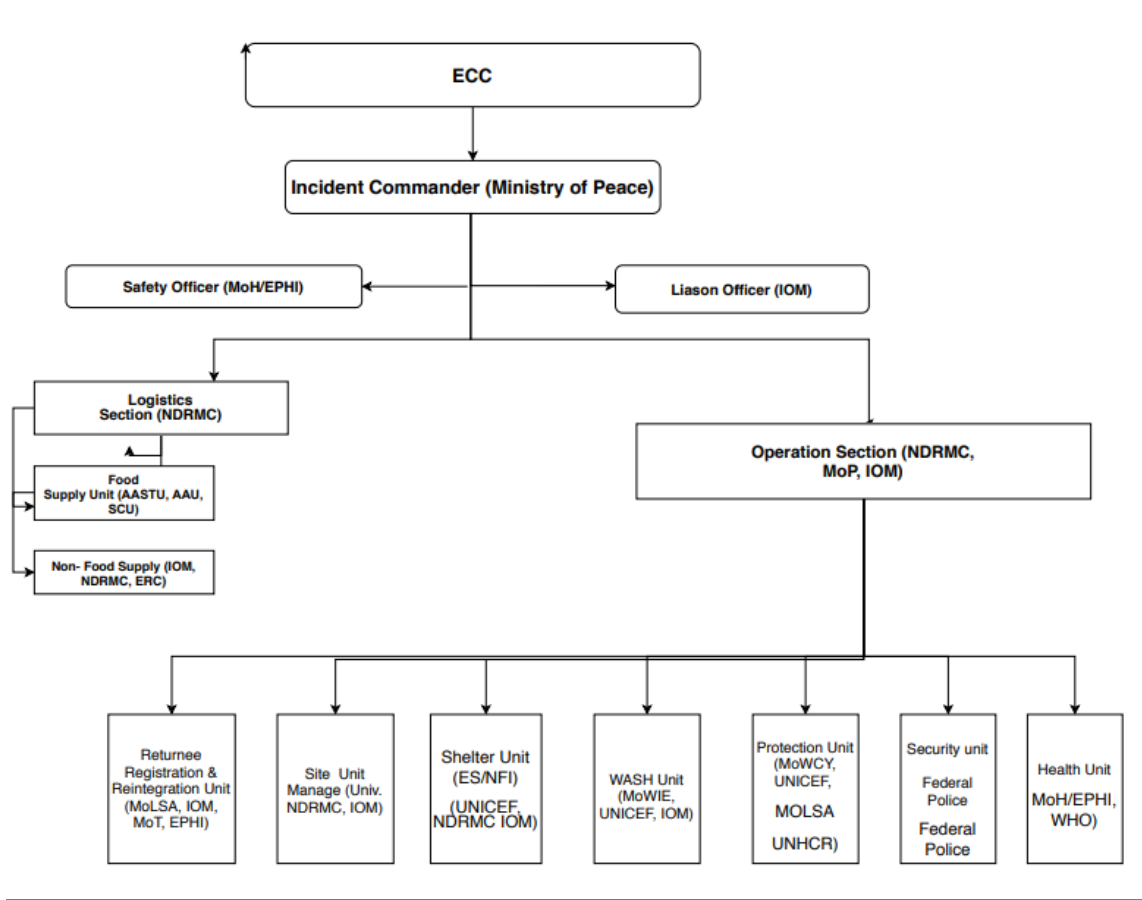 ECC
Incident Commander (Ministry of Peace)
Safety Officer (MoH/EPHI)
Liason Officer (IOM)
Logistics
Section (NDRMC)
Operation Section (NDRMC,
MoP, IOM)
Food
Supply Unit (AASTU, AAU,
SCU)
Non- Food Supply (IOM,
NDRMC, ERC)
Returnee
Registration &
Reintegration Unit
(MoLSA, IOM,
MoT, EPHI)
Site Unit
Manage (Univ.
NDRMC, IOM)
Shelter Unit
(ES/NFI)
(UNICEF,
NDRMC IOM)
WASH Unit
(MoWIE,
UNICEF, IOM)
Protection Unit
(MoWCY,
UNICEF,
MOLSA
UNHCR)
Security unit
Federal
Police
Federal
Police
Health Unit
MoH/EPHI,
WHO)